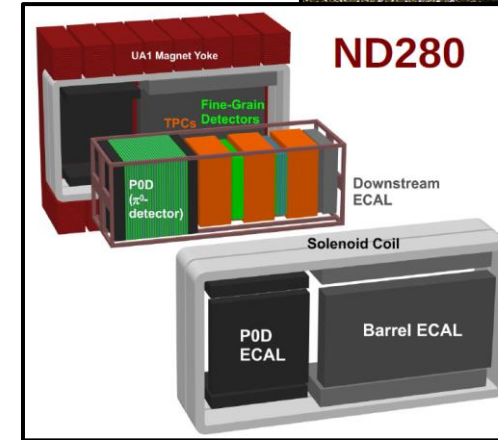 ND280
UA1 Magnet Yoke
Fine-Grain
TPCs Detectors
P0D
(π⁰-
detector)
Downstream
ECAL
Solenoid Coil
P0D
ECAL
Barrel ECAL